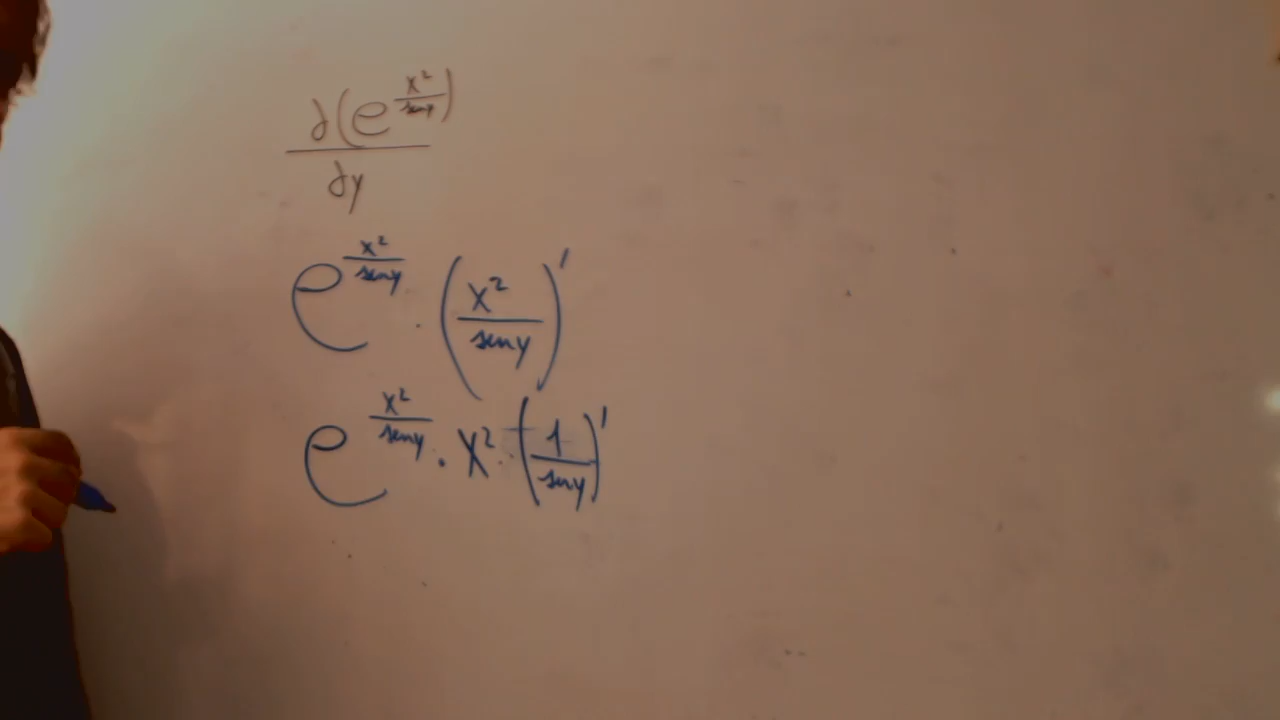 ∂(e^(x²/seny))/∂y
e^(x²/seny) · (x²/seny)'
e^(x²/seny) · x² · (1/seny)'